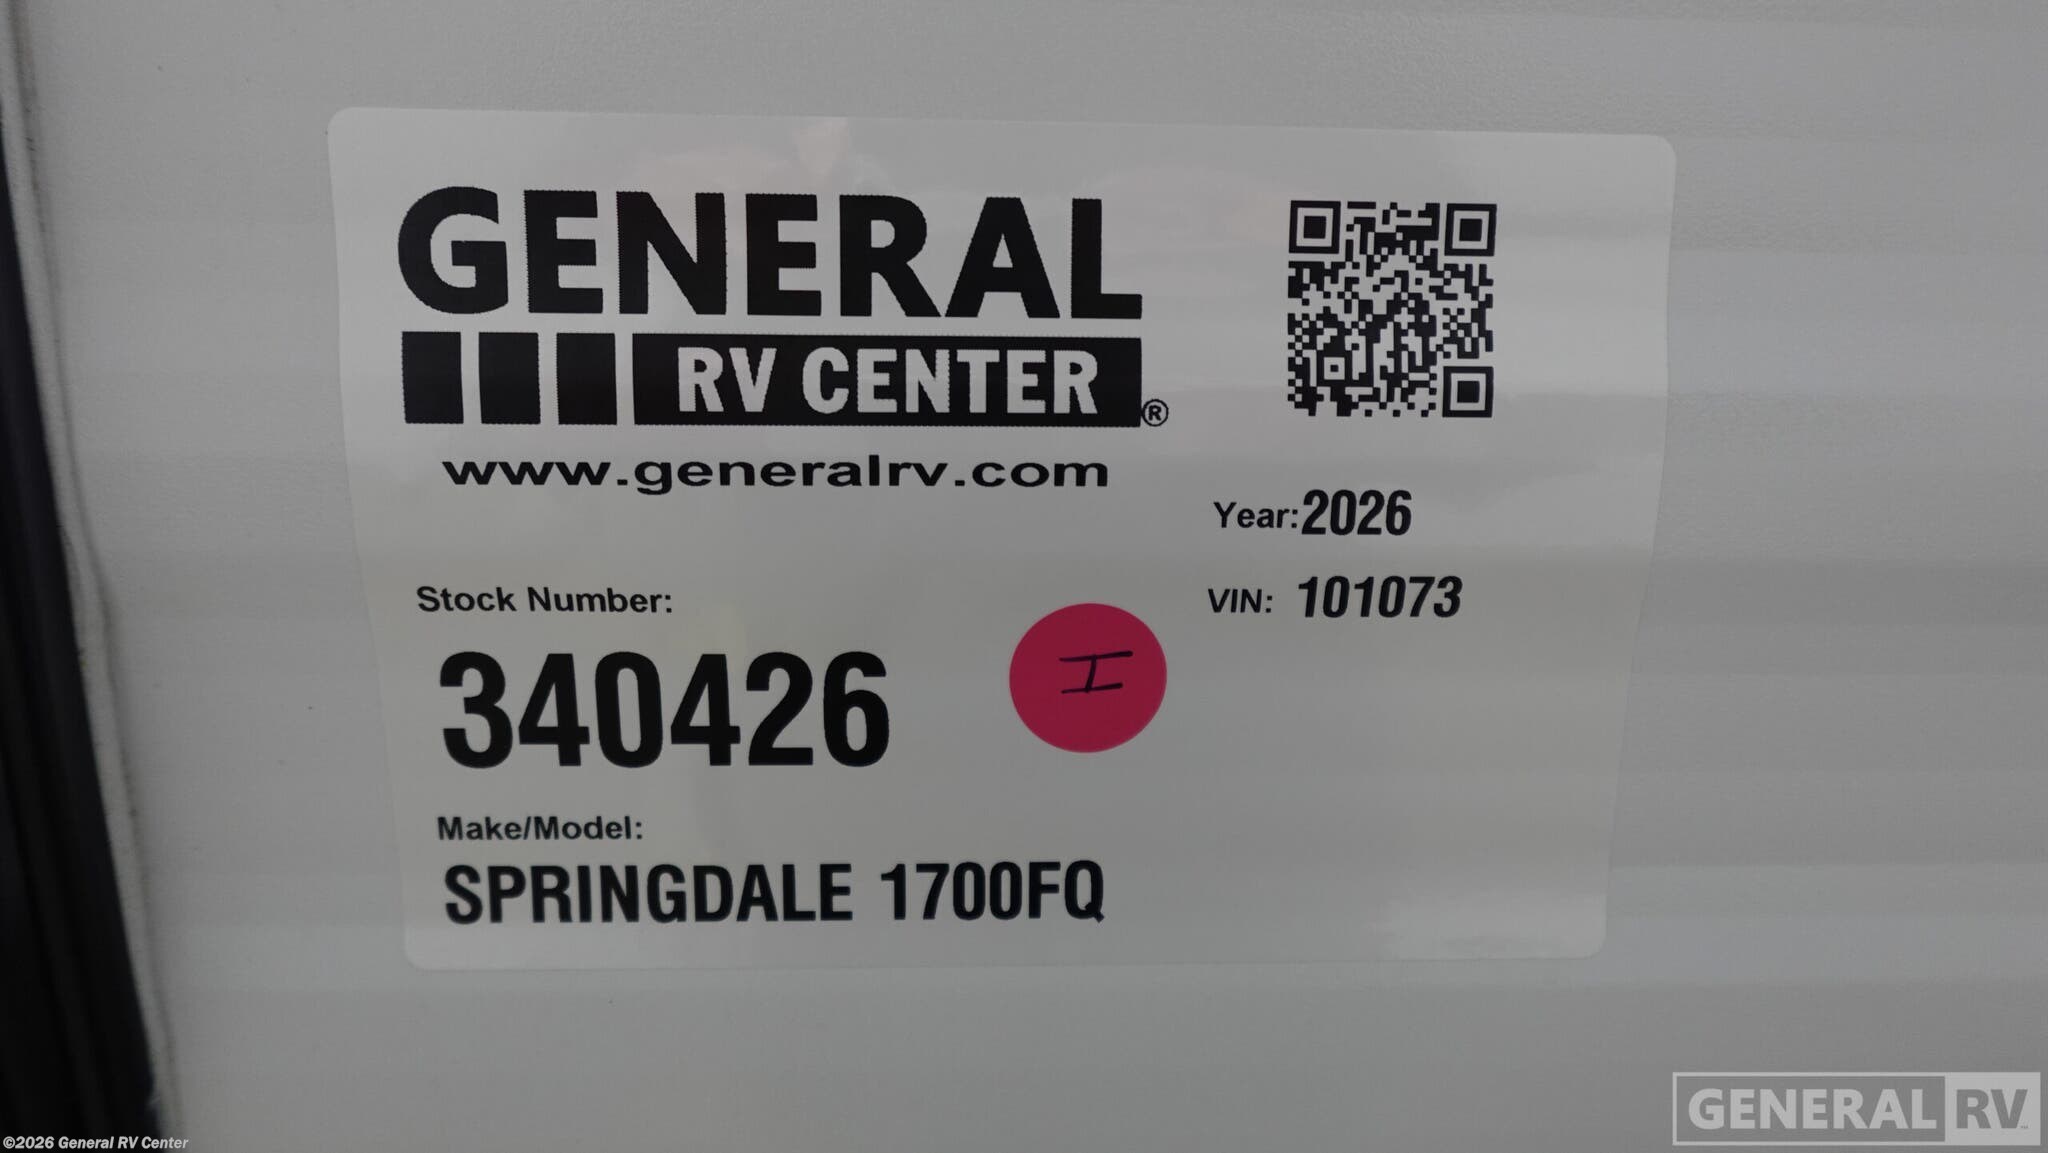 GENERAL
RV CENTER®
www.generalrv.com
Year: 2026
VIN: 101073
Stock Number:
340426
I
Make/Model:
SPRINGDALE 1700FQ
GENERAL RV™
©2026 General RV Center